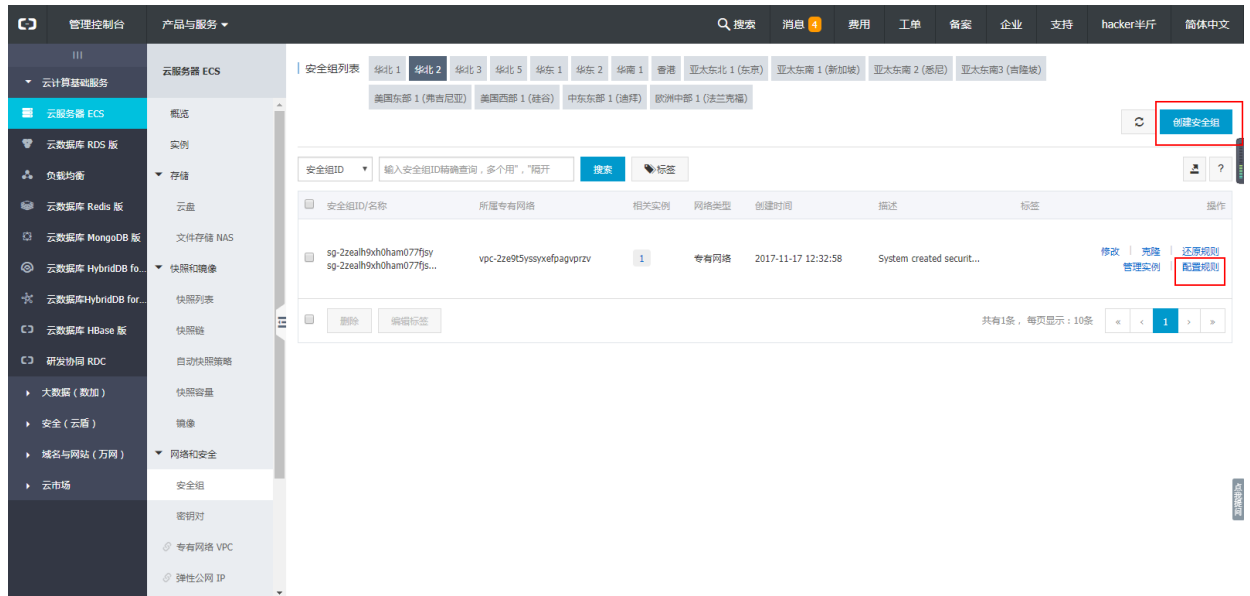 管理控制台 产品与服务 搜索 消息 4 费用 工单 备案 企业 支持 hacker半斤 简体中文
云计算基础服务
云服务器 ECS
云数据库 RDS 版
负载均衡
云数据库 Redis 版
云数据库 MongoDB 版
云数据库 HybridDB fo...
云数据库HybridDB for...
云数据库 HBase 版
研发协同 RDC
大数据 ( 数加 )
安全 ( 云盾 )
域名与网站 ( 万网 )
云市场
云服务器 ECS
概览
实例
存储
云盘
文件存储 NAS
快照和镜像
快照列表
快照链
自动快照策略
快照容量
镜像
网络和安全
安全组
密钥对
专有网络 VPC
弹性公网 IP
安全组列表 华北 1 华北 2 华北 3 华北 5 华东 1 华东 2 华南 1 香港 亚太东北 1 (东京) 亚太东南 1 (新加坡) 亚太东南 2 (悉尼) 亚太东南3 (吉隆坡)
美国东部 1 (弗吉尼亚) 美国西部 1 (硅谷) 中东东部 1 (迪拜) 欧洲中部 1 (法兰克福)
创建安全组
安全组ID 输入安全组ID精确查询，多个用","隔开 搜索 标签 ?
安全组ID/名称 所属专有网络 相关实例 网络类型 创建时间 描述 标签 操作
sg-2zealh9xh0ham077fjsy
sg-2zealh9xh0ham077fjs...
vpc-2ze9t5yssyxefpagvprzv 1 专有网络 2017-11-17 12:32:58 System created securit...
修改 克隆 还原规则
管理实例 配置规则
删除 编辑标签 共有1条， 每页显示：10条 « ‹ 1 › »
点我提问